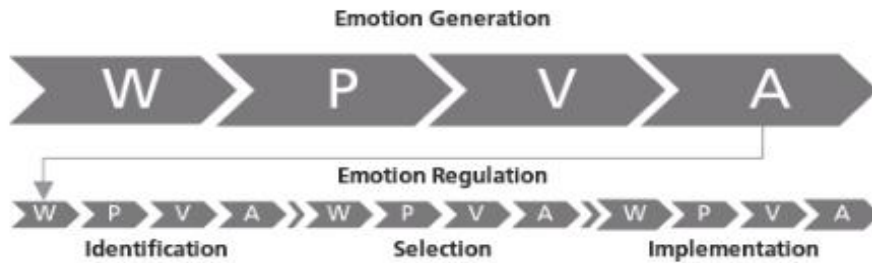 Emotion Generation
W P V A
Emotion Regulation
W P V A W P V A W P V A
Identification Selection Implementation